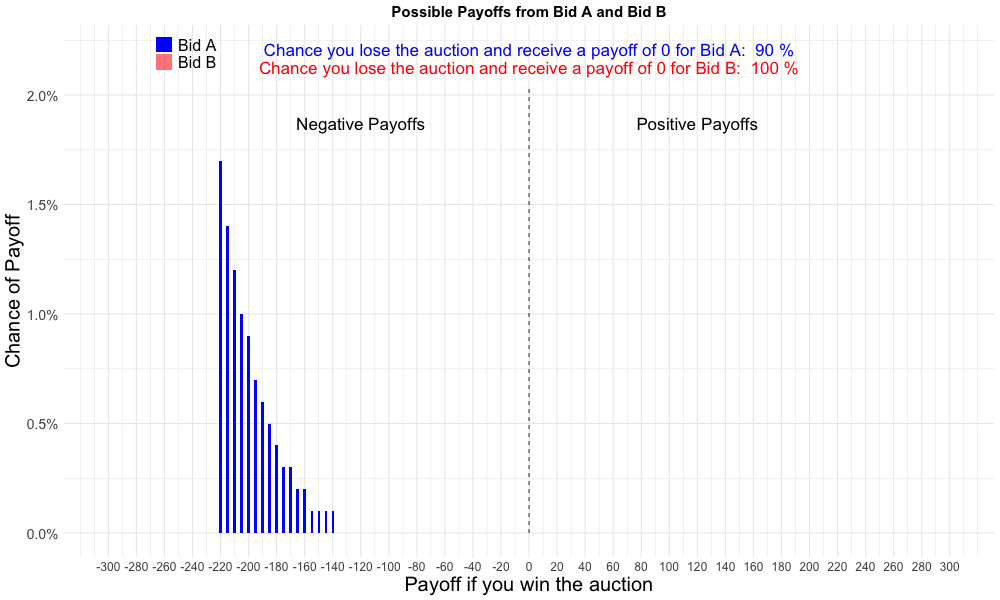 Possible Payoffs from Bid A and Bid B
Bid A
Bid B
Chance you lose the auction and receive a payoff of 0 for Bid A:  90 %
Chance you lose the auction and receive a payoff of 0 for Bid B:  100 %
Negative Payoffs
Positive Payoffs
Chance of Payoff
2.0%
1.5%
1.0%
0.5%
0.0%
-300 -280 -260 -240 -220 -200 -180 -160 -140 -120 -100 -80 -60 -40 -20 0 20 40 60 80 100 120 140 160 180 200 220 240 260 280 300
Payoff if you win the auction